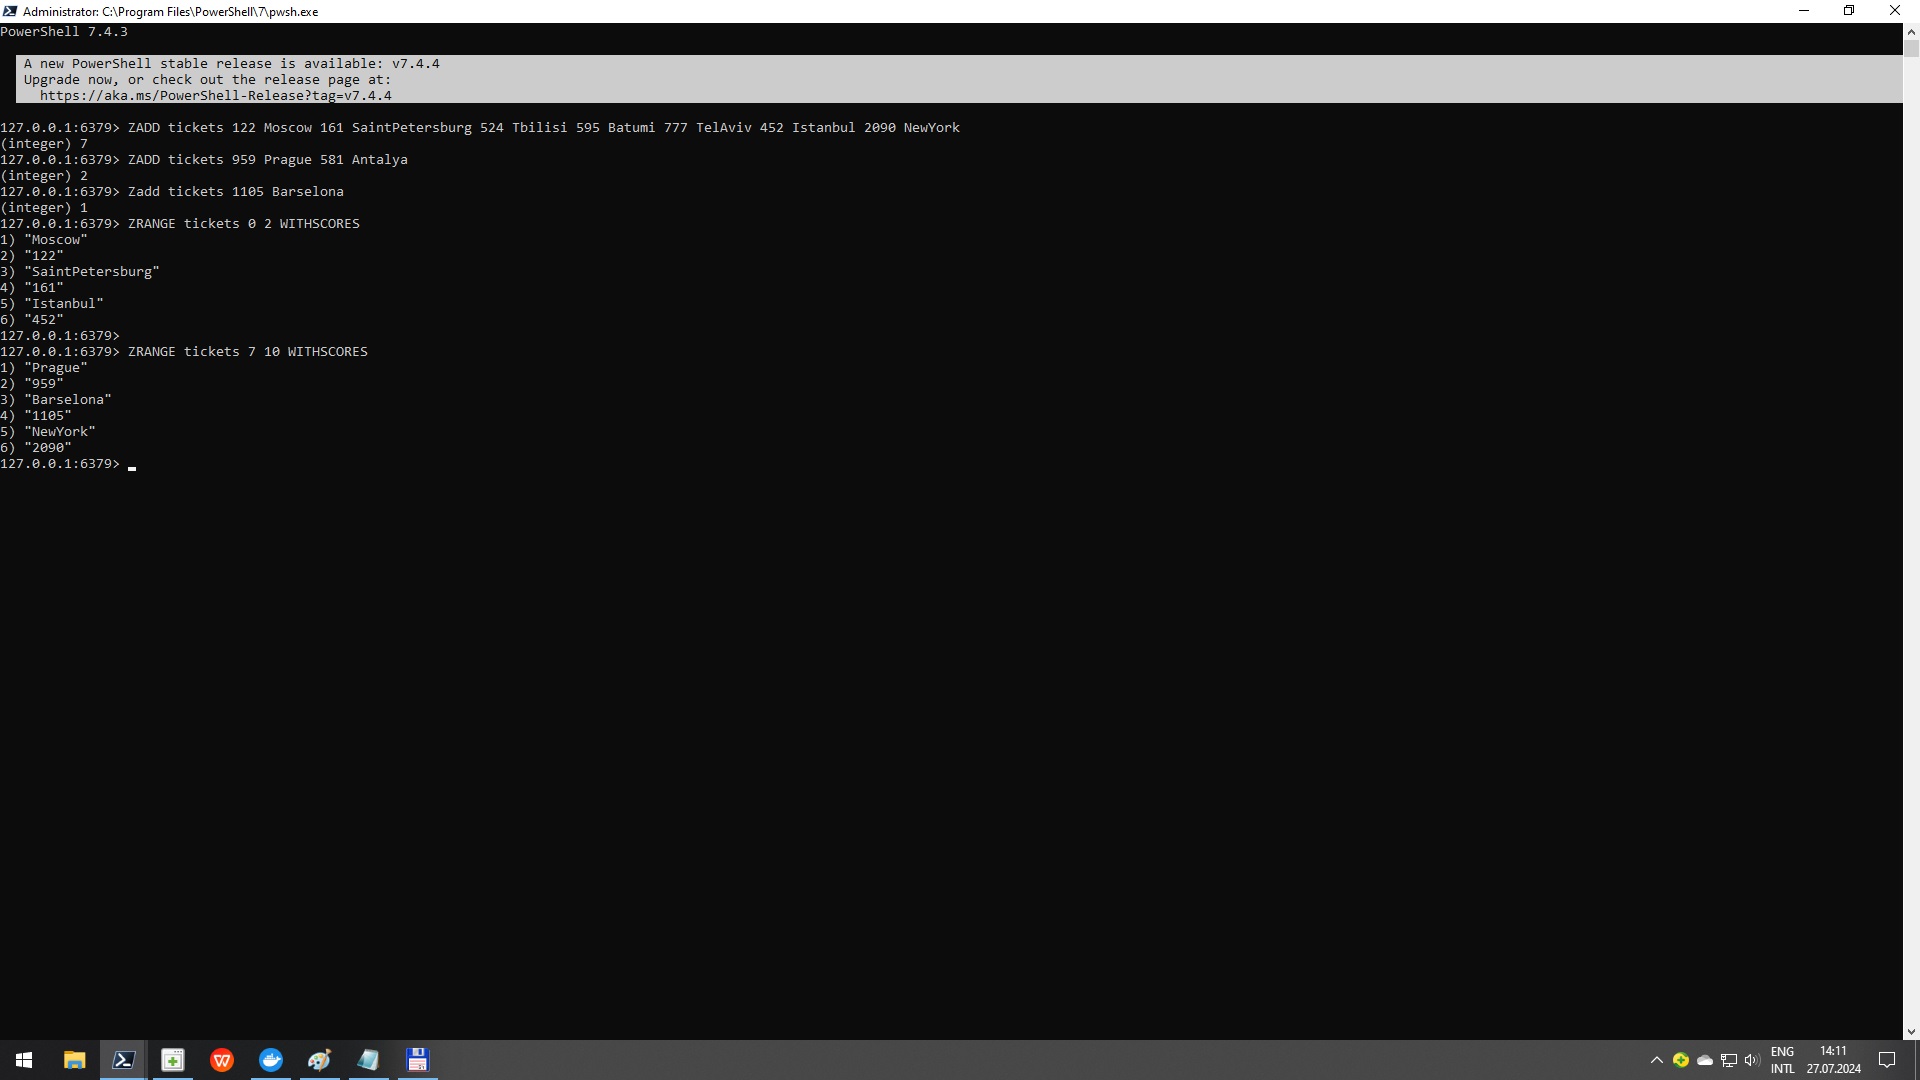 Administrator: C:\Program Files\PowerShell\7\pwsh.exe
PowerShell 7.4.3
A new PowerShell stable release is available: v7.4.4
Upgrade now, or check out the release page at:
https://aka.ms/PowerShell-Release?tag=v7.4.4
127.0.0.1:6379> ZADD tickets 122 Moscow 161 SaintPetersburg 524 Tbilisi 595 Batumi 777 TelAviv 452 Istanbul 2090 NewYork
(integer) 7
127.0.0.1:6379> ZADD tickets 959 Prague 581 Antalya
(integer) 2
127.0.0.1:6379> Zadd tickets 1105 Barselona
(integer) 1
127.0.0.1:6379> ZRANGE tickets 0 2 WITHSCORES
1) "Moscow"
2) "122"
3) "SaintPetersburg"
4) "161"
5) "Istanbul"
6) "452"
127.0.0.1:6379>
127.0.0.1:6379> ZRANGE tickets 7 10 WITHSCORES
1) "Prague"
2) "959"
3) "Barselona"
4) "1105"
5) "NewYork"
6) "2090"
127.0.0.1:6379>
ENG
INTL
14:11
27.07.2024